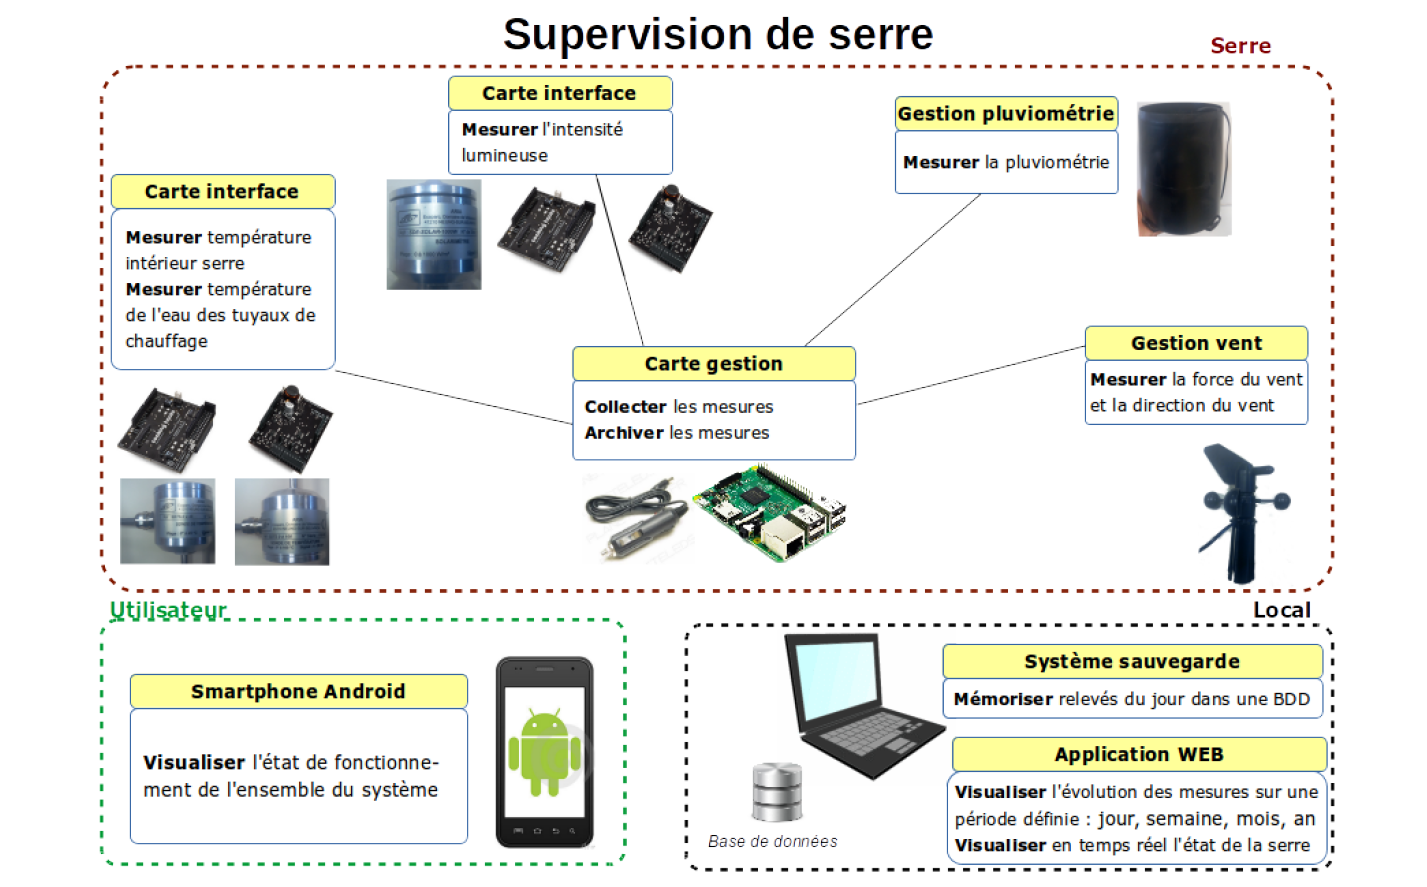 Supervision de serre
Serre
Carte interface
Mesurer l'intensité
lumineuse
Gestion pluviométrie
Mesurer la pluviométrie
Carte interface
Mesurer température
intérieur serre
Mesurer température
de l'eau des tuyaux de
chauffage
Carte gestion
Collecter les mesures
Archiver les mesures
Gestion vent
Mesurer la force du vent
et la direction du vent
Utilisateur
Smartphone Android
Visualiser l'état de fonctionne-
ment de l'ensemble du système
Local
Système sauvegarde
Mémoriser relevés du jour dans une BDD
Application WEB
Visualiser l'évolution des mesures sur une
période définie : jour, semaine, mois, an
Visualiser en temps réel l'état de la serre
Base de données